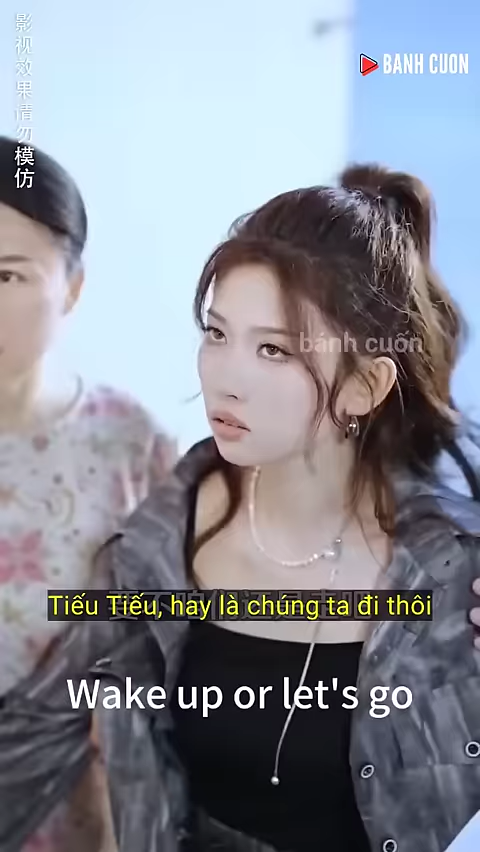 影视效果请勿模仿
BANH CUON
bánh cuốn
Tiếu Tiếu, hay là chúng ta đi thôi
Wake up or let's go